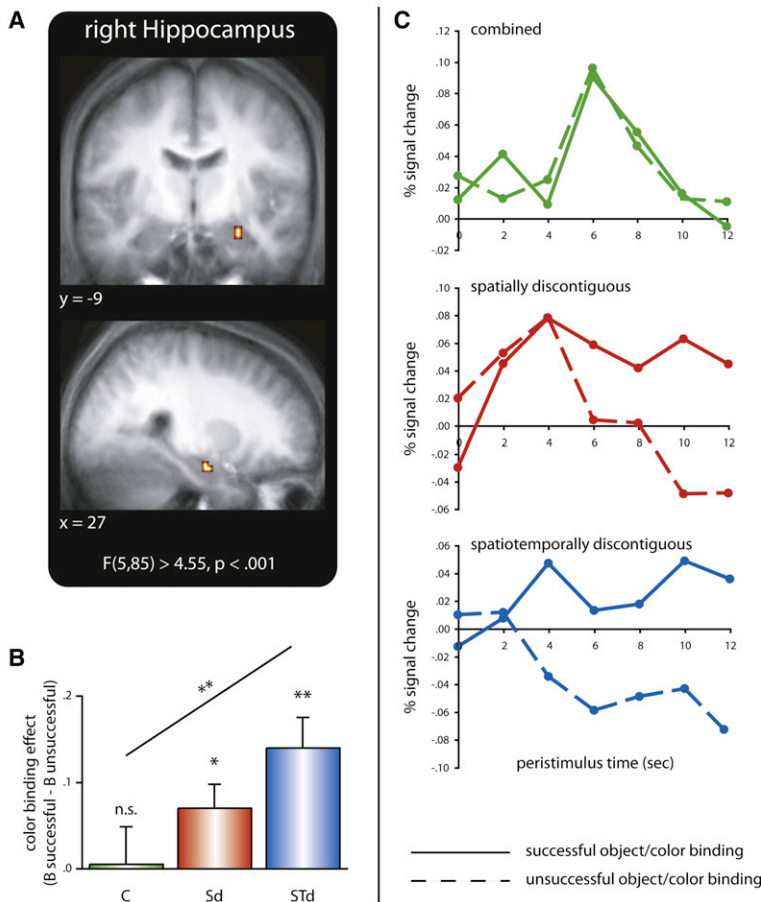 A
right Hippocampus
y = -9
x = 27
F(5,85) > 4.55, p < .001
B
color binding effect
(B successful - B unsuccessful)
.2
.1
.0
n.s.
*
**
**
C
Sd
STd
C
combined
% signal change
.12
.10
.08
.06
.04
.02
.00
-.02
0 2 4 6 8 10 12
spatially discontiguous
% signal change
.10
.08
.06
.04
.02
.00
-.02
-.04
-.06
0 2 4 6 8 10 12
spatiotemporally discontiguous
% signal change
.06
.04
.02
.00
-.02
-.04
-.06
-.08
-.10
0 2 4 6 8 10 12
peristimulus time (sec)
successful object/color binding
unsuccessful object/color binding